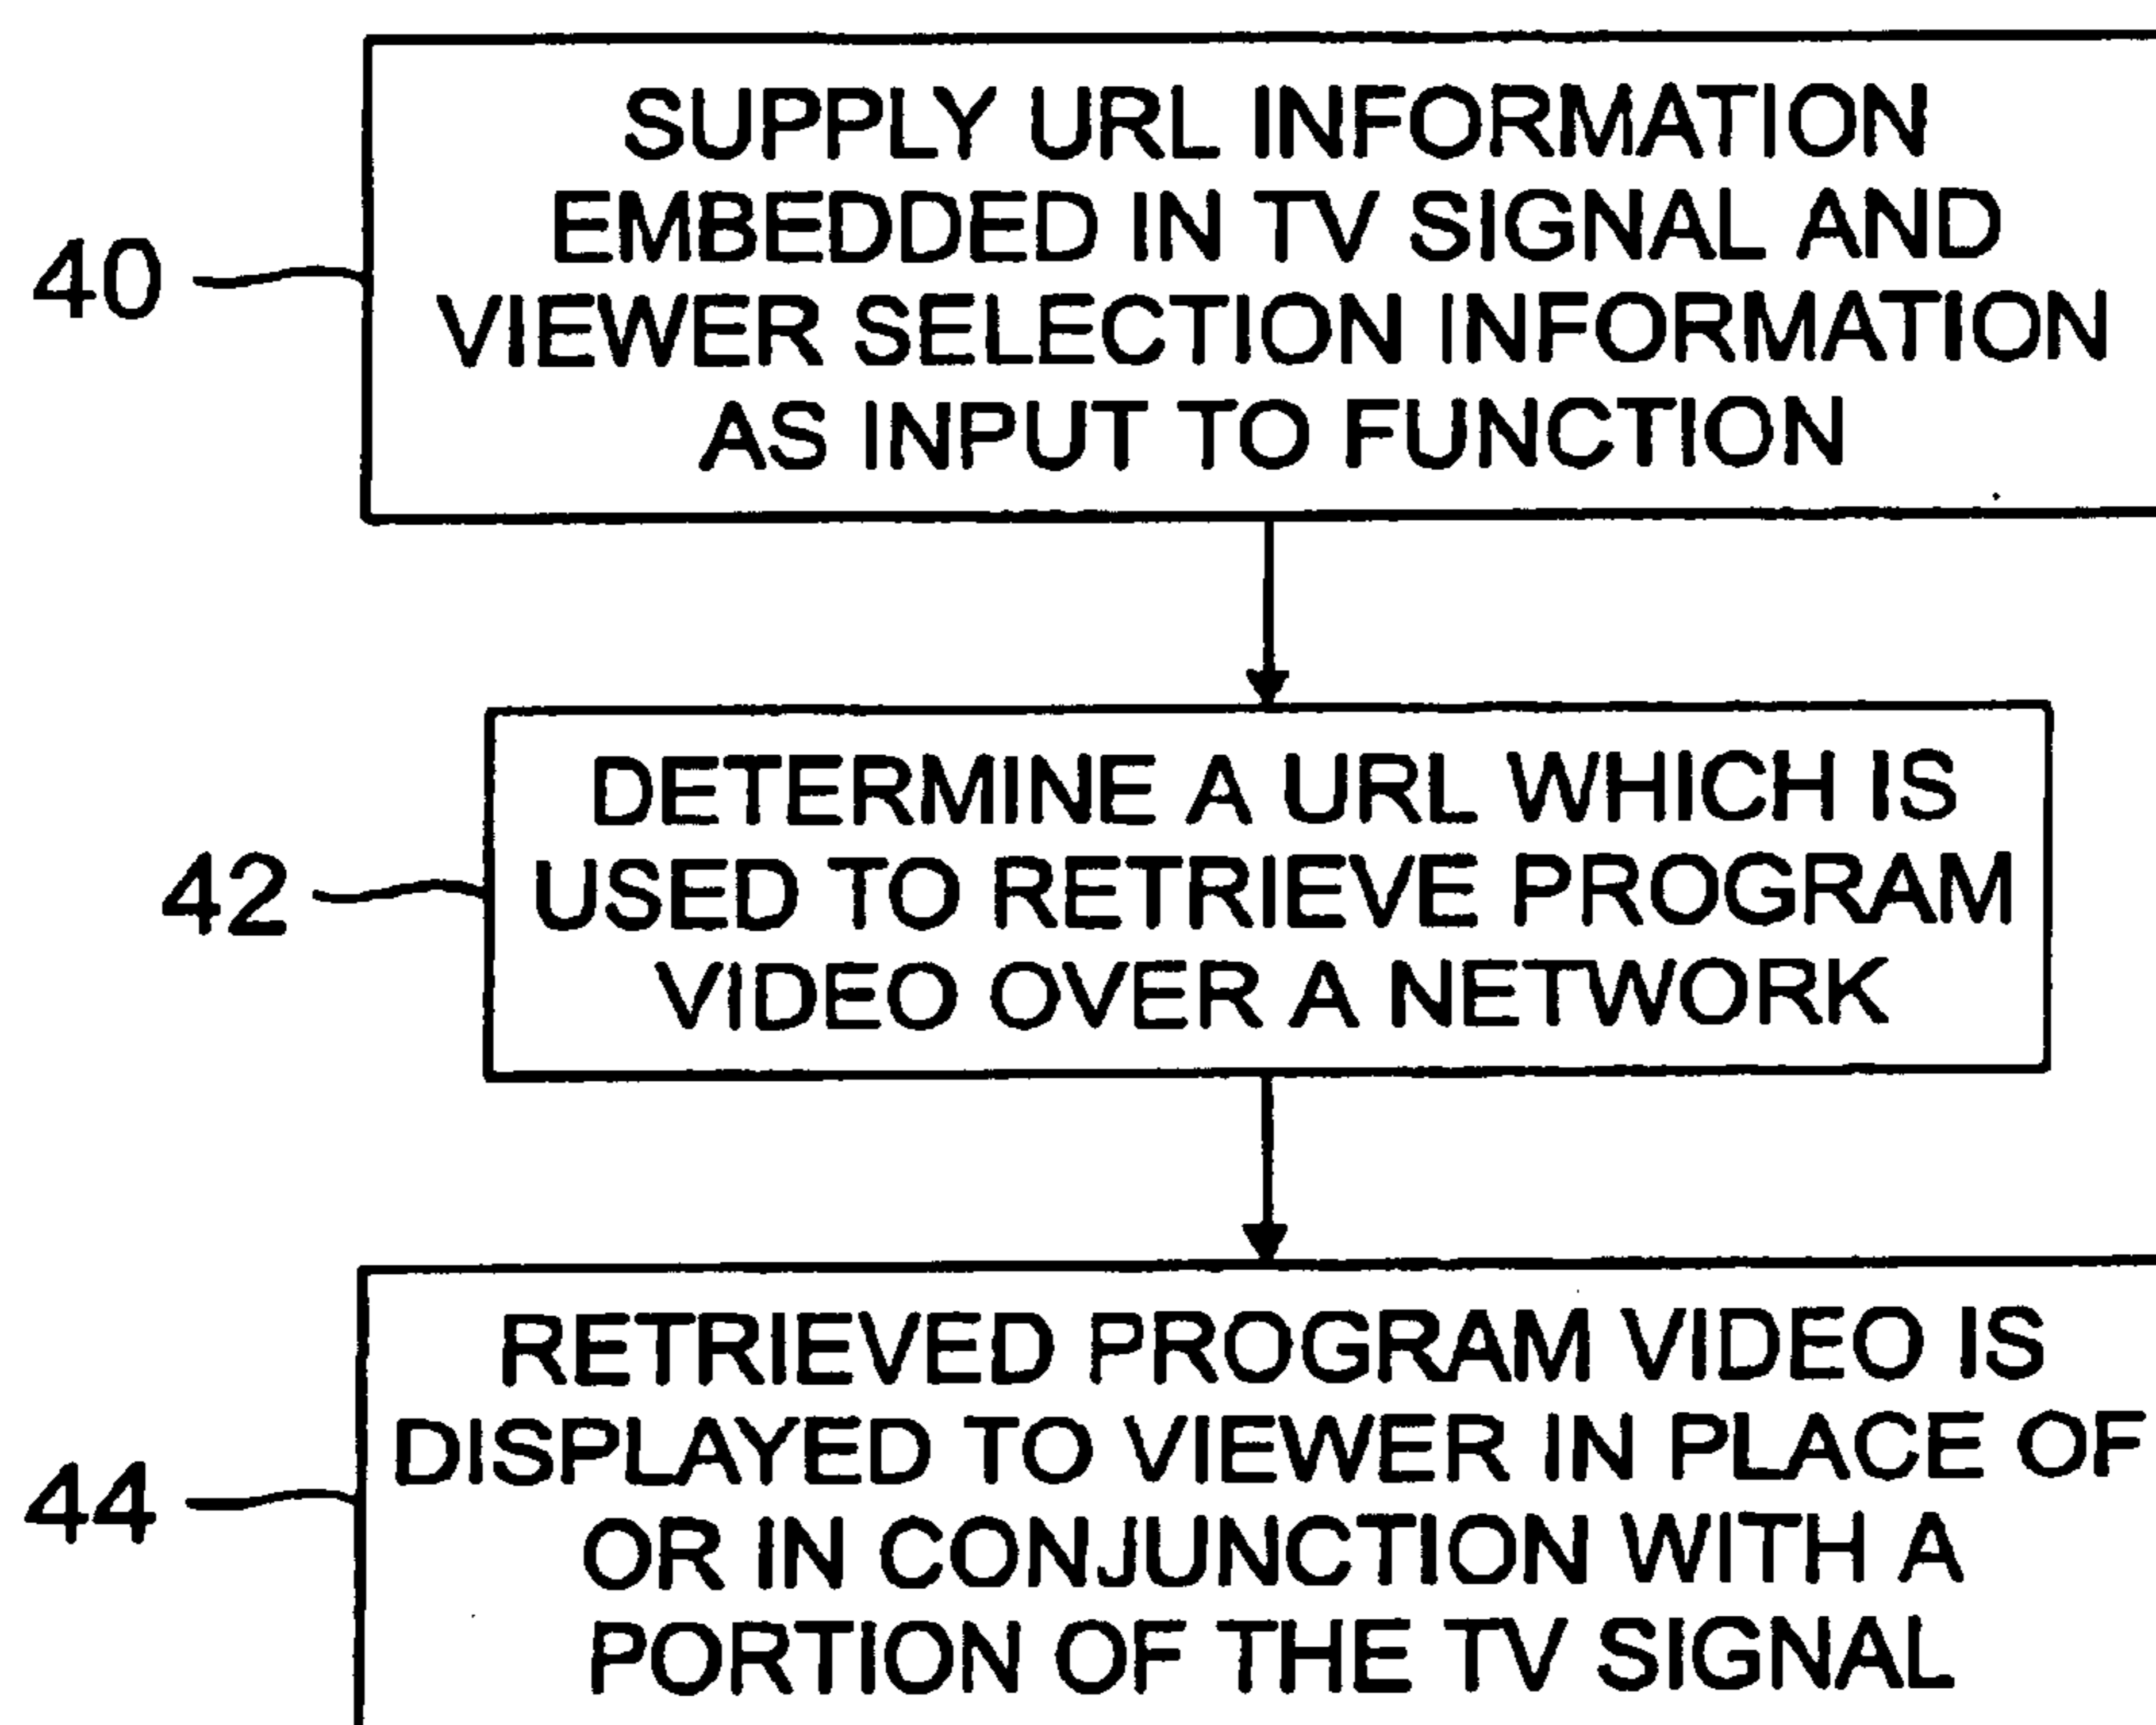 SUPPLY URL INFORMATION
EMBEDDED IN TV SIGNAL AND
40
VIEWER SELECTION INFORMATION
AS INPUT TO FUNCTION
DETERMINE A URL WHICH IS
42
USED TO RETRIEVE PROGRAM
VIDEO OVER A NETWORK
RETRIEVED PROGRAM VIDEO IS
DISPLAYED TO VIEWER IN PLACE OF
44
OR IN CONJUNCTION WITH A
PORTION OF THE TV SIGNAL